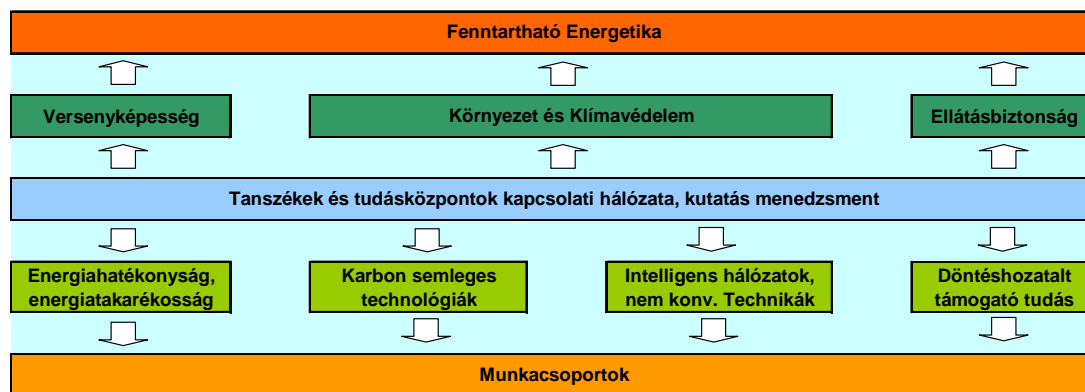 Fenntartható Energetika
Versenyképesség
Környezet és Klímavédelem
Ellátásbiztonság
Tanszékek és tudásközpontok kapcsolati hálózata, kutatás menedzsment
Energiahatékonyság,
energiatakarékosság
Karbon semleges
technológiák
Intelligens hálózatok,
nem konv. Technikák
Döntéshozatalt
támogató tudás
Munkacsoportok